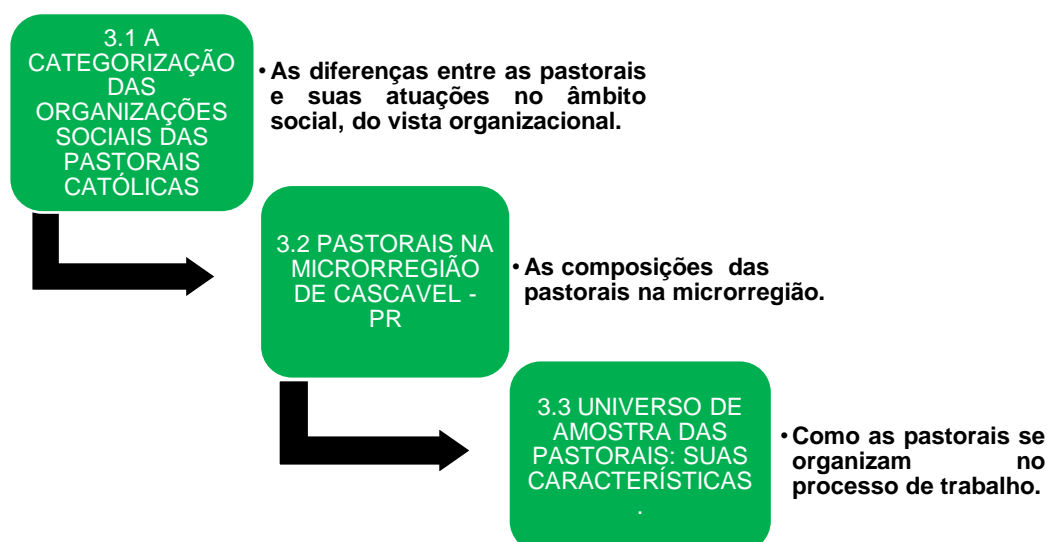 3.1 A
CATEGORIZAÇÃO
DAS
ORGANIZAÇÕES
SOCIAIS DAS
PASTORAIS
CATÓLICAS
• As diferenças entre as pastorais
e suas atuações no âmbito
social, do vista organizacional.
3.2 PASTORAIS NA
MICRORREGIÃO
DE CASCAVEL -
PR
• As composições das
pastorais na microrregião.
3.3 UNIVERSO DE
AMOSTRA DAS
PASTORAIS: SUAS
CARACTERÍSTICAS
.
• Como as pastorais se
organizam no
processo de trabalho.